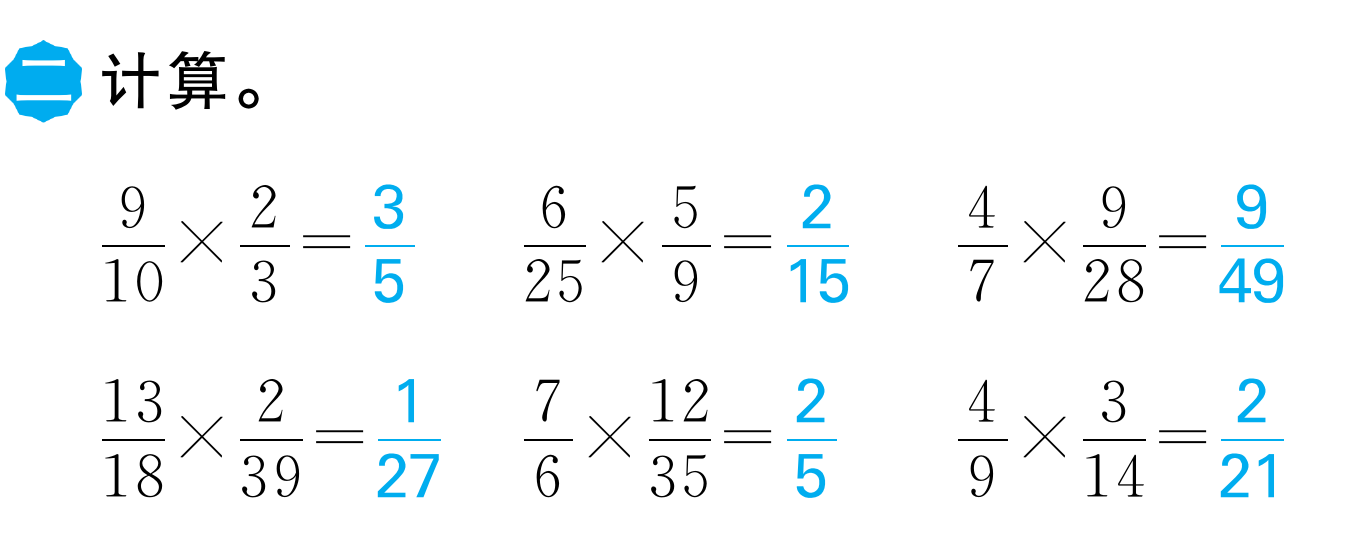 二 计算。
9/10 × 2/3 = 3/5 6/25 × 5/9 = 2/15 4/7 × 9/28 = 9/49
13/18 × 2/39 = 1/27 7/6 × 12/35 = 2/5 4/9 × 3/14 = 2/21